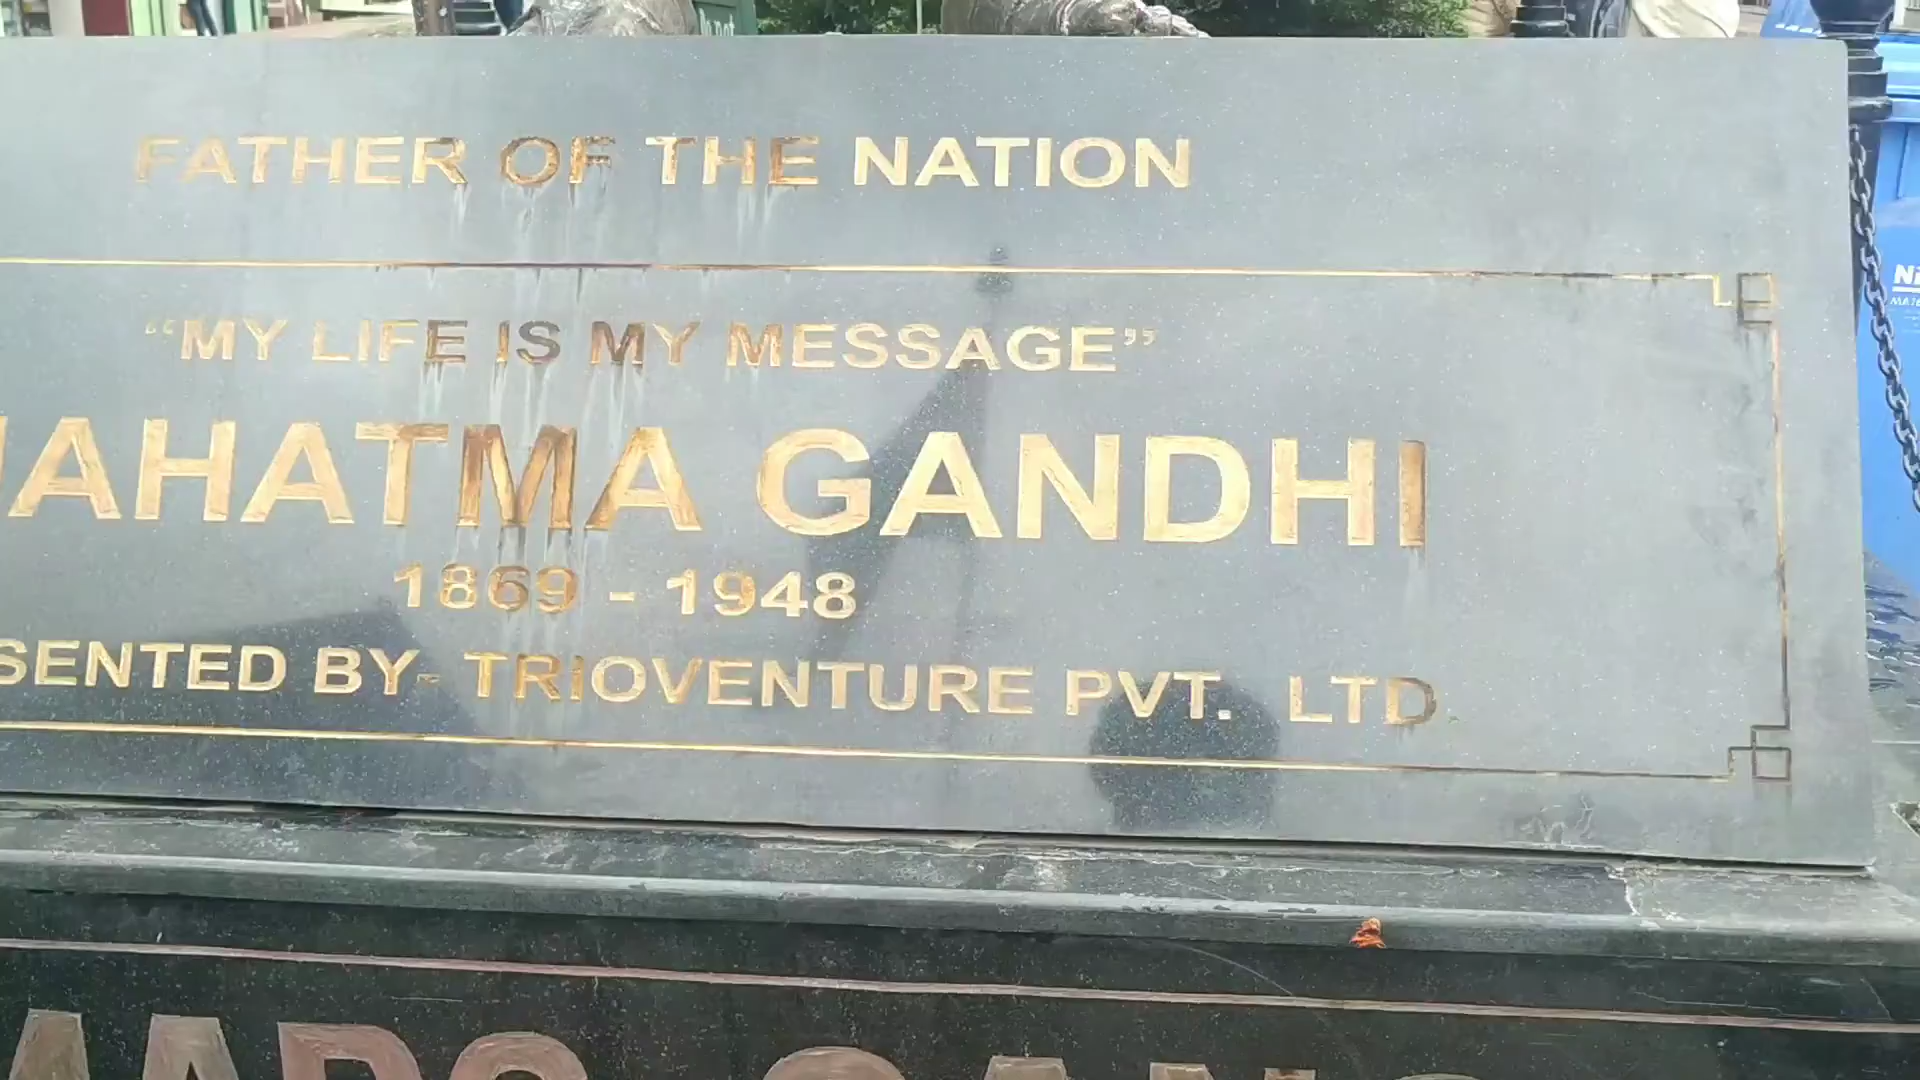 FATHER OF THE NATION
“MY LIFE IS MY MESSAGE”
AHATMA GANDHI
1869 - 1948
SENTED BY- TRIOVENTURE PVT. LTD